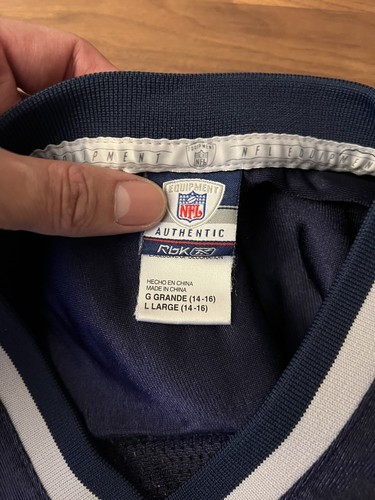 EQUIPMENT NFL NFL EQUIPMENT
EQUIPMENT
NFL
AUTHENTIC
RBK
HECHO EN CHINA
MADE IN CHINA
G GRANDE (14-16)
L LARGE (14-16)